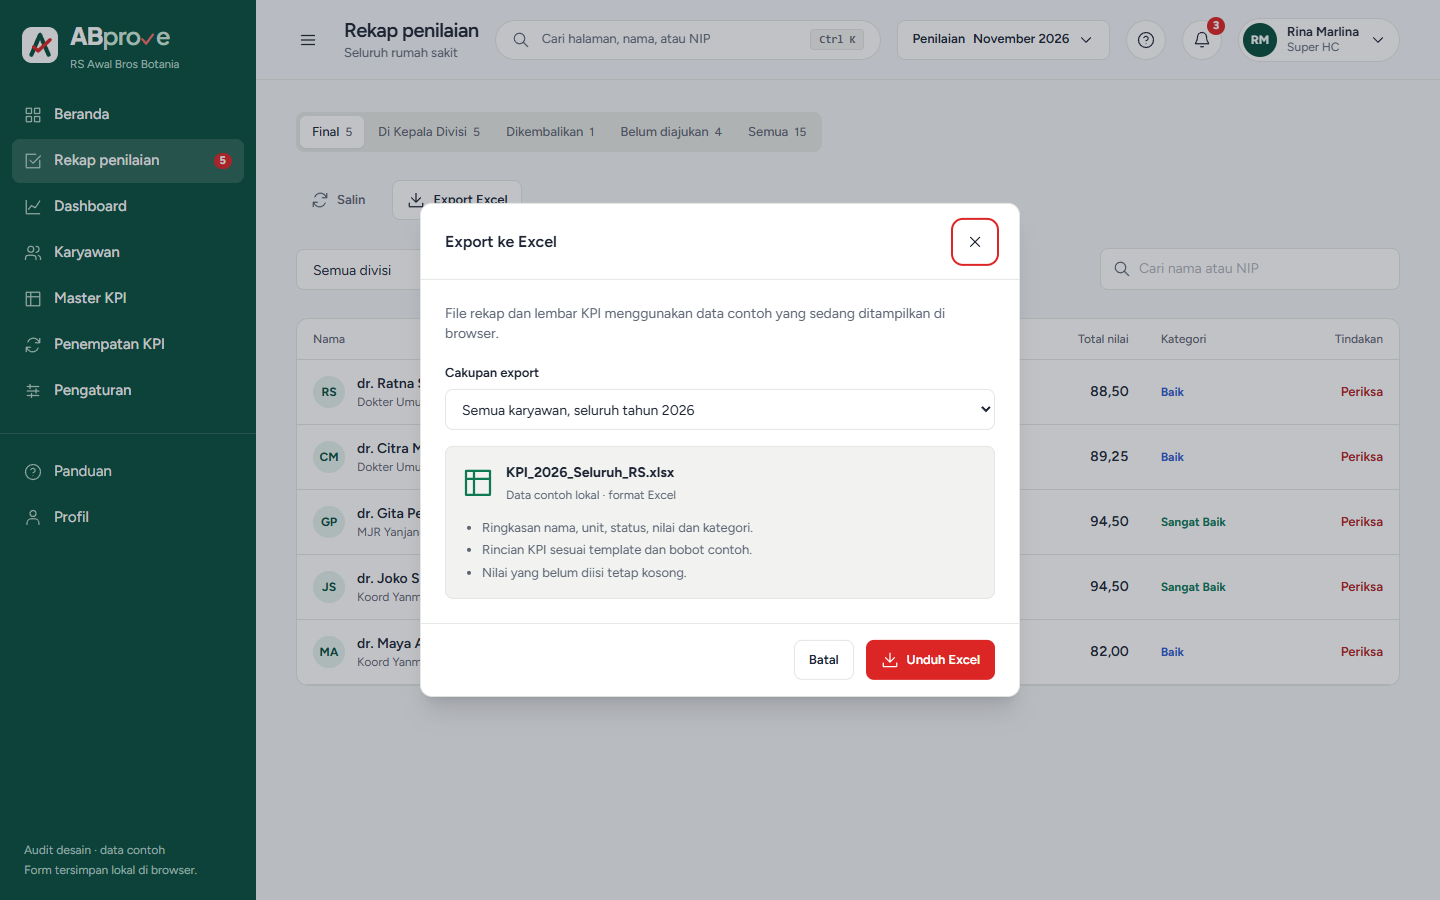 ABprove
RS Awal Bros Botania
Beranda
Rekap penilaian 5
Dashboard
Karyawan
Master KPI
Penempatan KPI
Pengaturan
Panduan
Profil
Audit desain · data contoh
Form tersimpan lokal di browser.
Rekap penilaian
Seluruh rumah sakit
Cari halaman, nama, atau NIP
Ctrl K
Penilaian November 2026
3
RM
Rina Marlina
Super HC
Final 5
Di Kepala Divisi 5
Dikembalikan 1
Belum diajukan 4
Semua 15
Salin
Export Excel
Semua divisi
Cari nama atau NIP
Nama
Total nilai
Kategori
Tindakan
RS
dr. Ratna
88,50
Baik
Periksa
CM
dr. Citra
89,25
Baik
Periksa
GP
dr. Gita
MJR
94,50
Sangat Baik
Periksa
JS
dr. Joko
Koord
94,50
Sangat Baik
Periksa
MA
dr. Maya
Koord
82,00
Baik
Periksa
Dokter
Dokter
Export ke Excel
File rekap dan lembar KPI menggunakan data contoh yang sedang ditampilkan di
browser.
Cakupan export
Semua karyawan, seluruh tahun 2026
KPI_2026_Seluruh_RS.xlsx
Data contoh lokal · format Excel
• Ringkasan nama, unit, status, nilai dan kategori.
• Rincian KPI sesuai template dan bobot contoh.
• Nilai yang belum diisi tetap kosong.
Batal
Unduh Excel